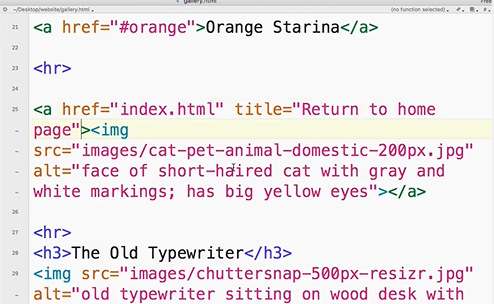 gallery.html
~/Desktop/website/gallery.html
(no function selected)
21 <a href="#orange">Orange Starina</a>
22
23 <hr>
24
25 <a href="index.html" title="Return to home
- page"><img
- src="images/cat-pet-animal-domestic-200px.jpg"
- alt="face of short-haired cat with gray and
- white markings; has big yellow eyes"></a>
26
27 <hr>
28 <h3>The Old Typewriter</h3>
29 <img src="images/chuttersnap-500px-resizr.jpg"
- alt="old typewriter sitting on wood desk with